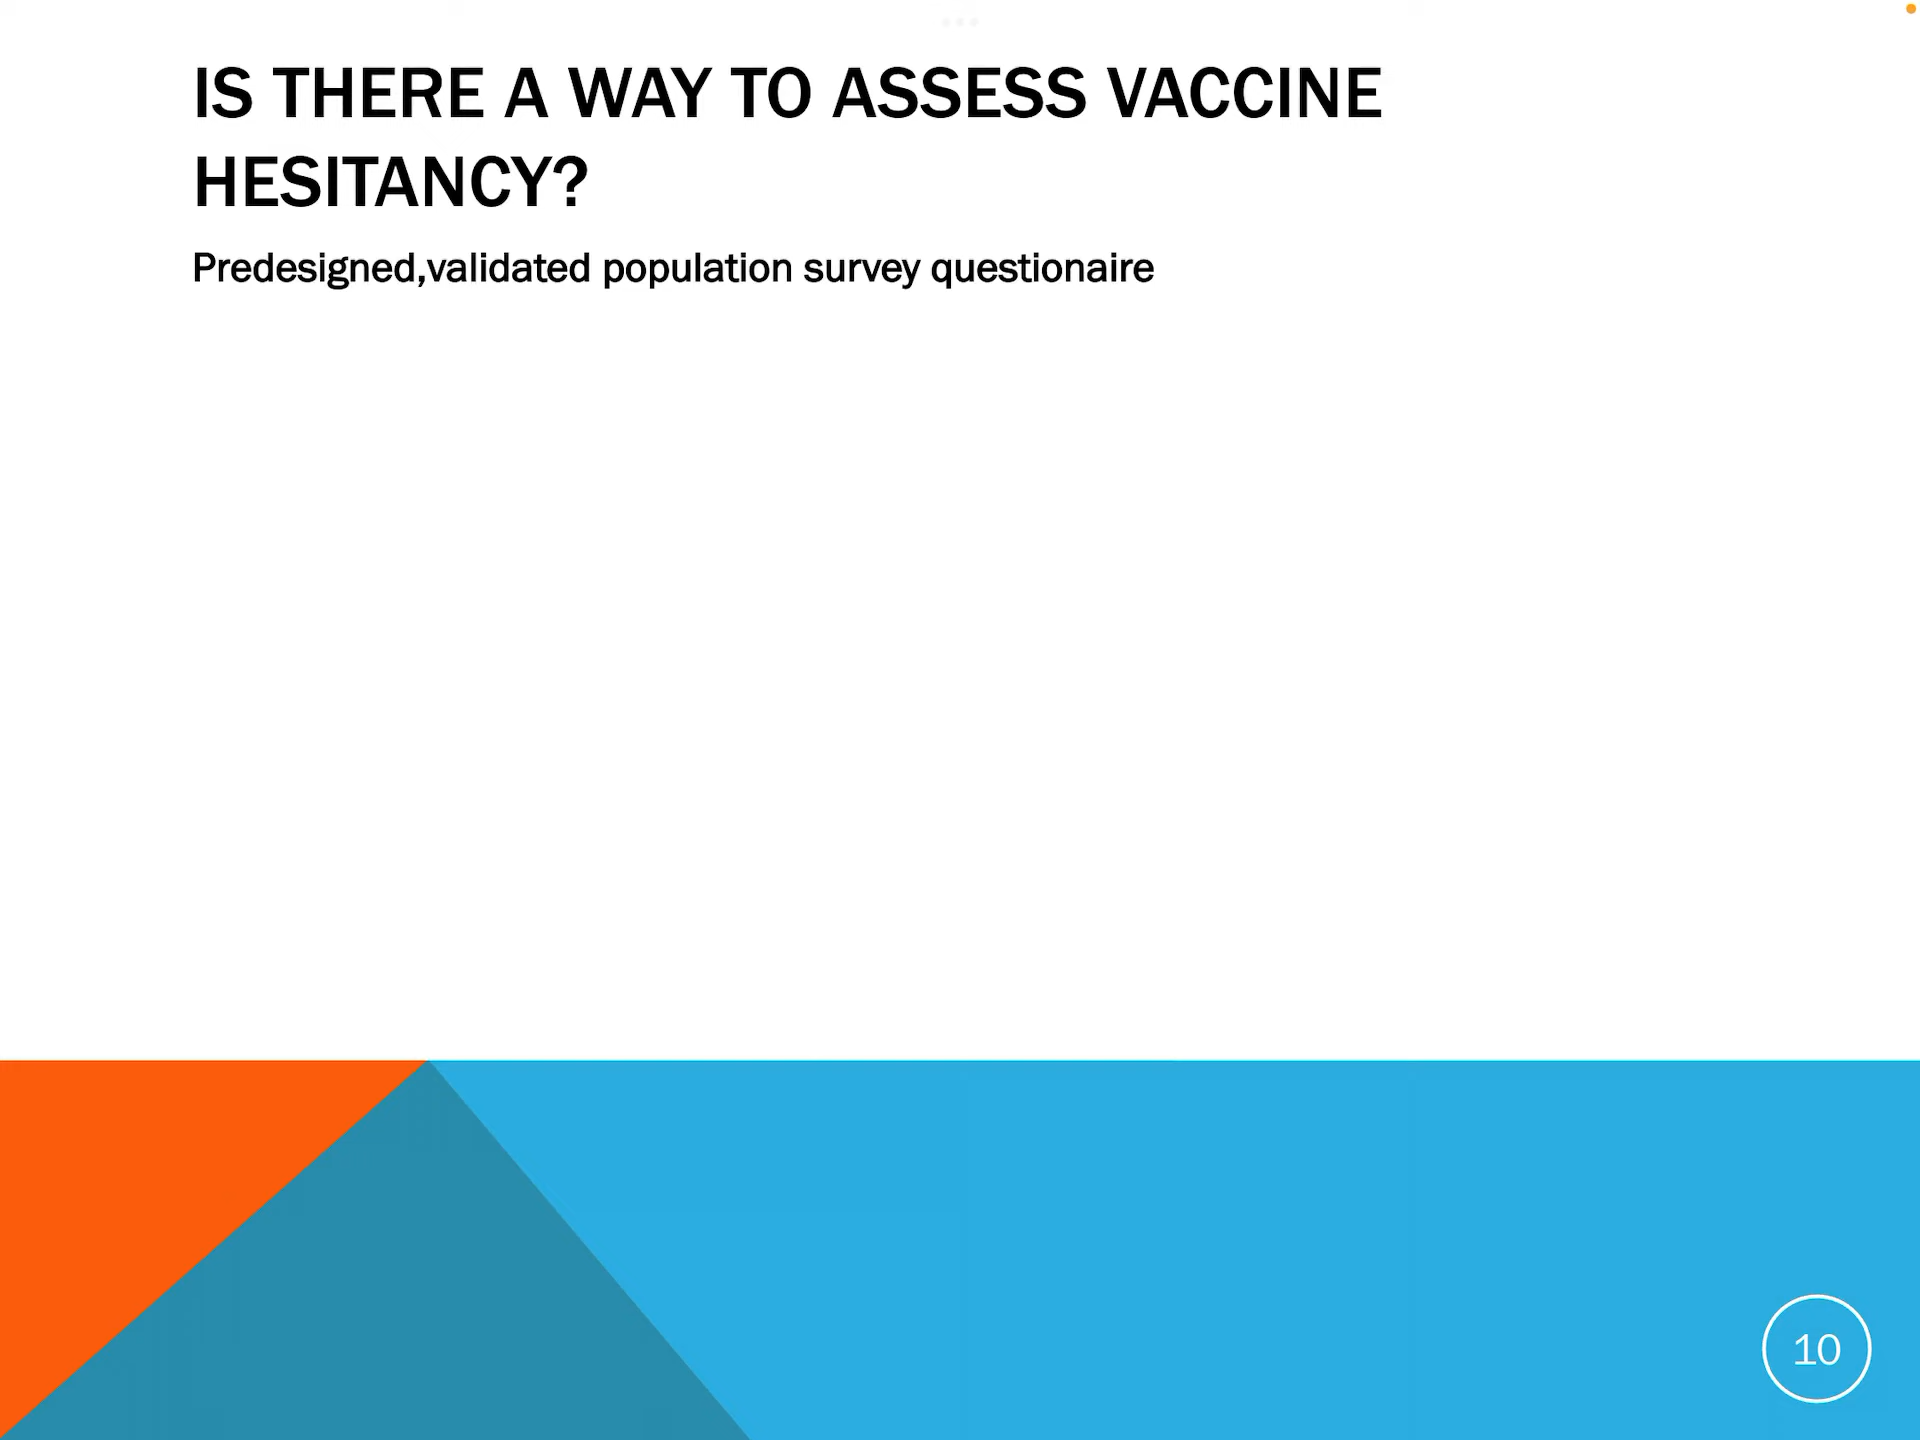 IS THERE A WAY TO ASSESS VACCINE
HESITANCY?
Predesigned,validated population survey questionaire
10